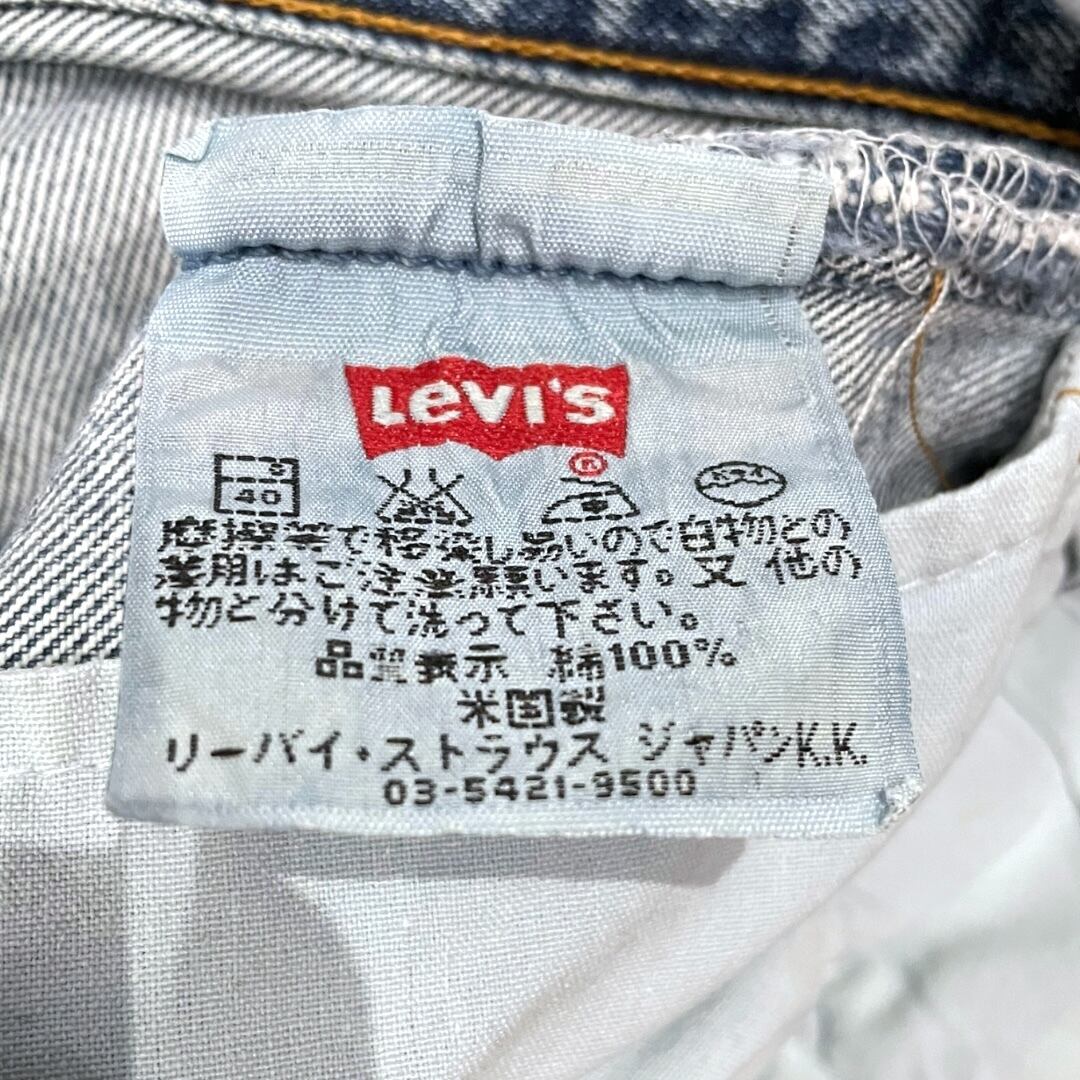 Levi's
®
40
摩擦等で移染し易いので白物との
着用はご注意願います。又 他の
物と分けて洗って下さい。
品質表示 綿100%
米国製
リーバイ・ストラウス ジャパンK.K.
03-5421-9500